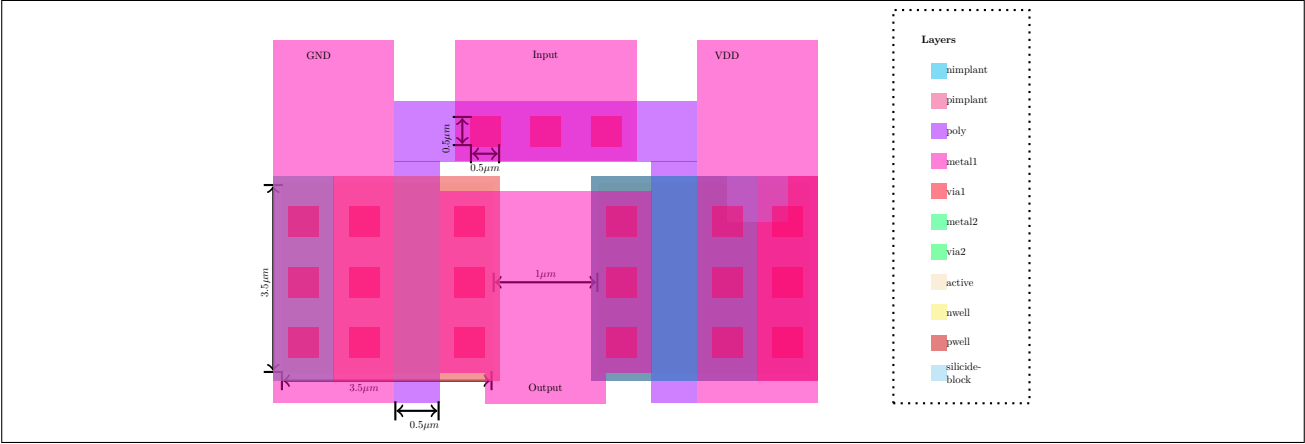 GND
Input
VDD
0.5μm
0.5μm
3.5μm
1μm
3.5μm
Output
0.5μm
Layers
nimplant
pimplant
poly
metal1
via1
metal2
via2
active
nwell
pwell
silicide-
block